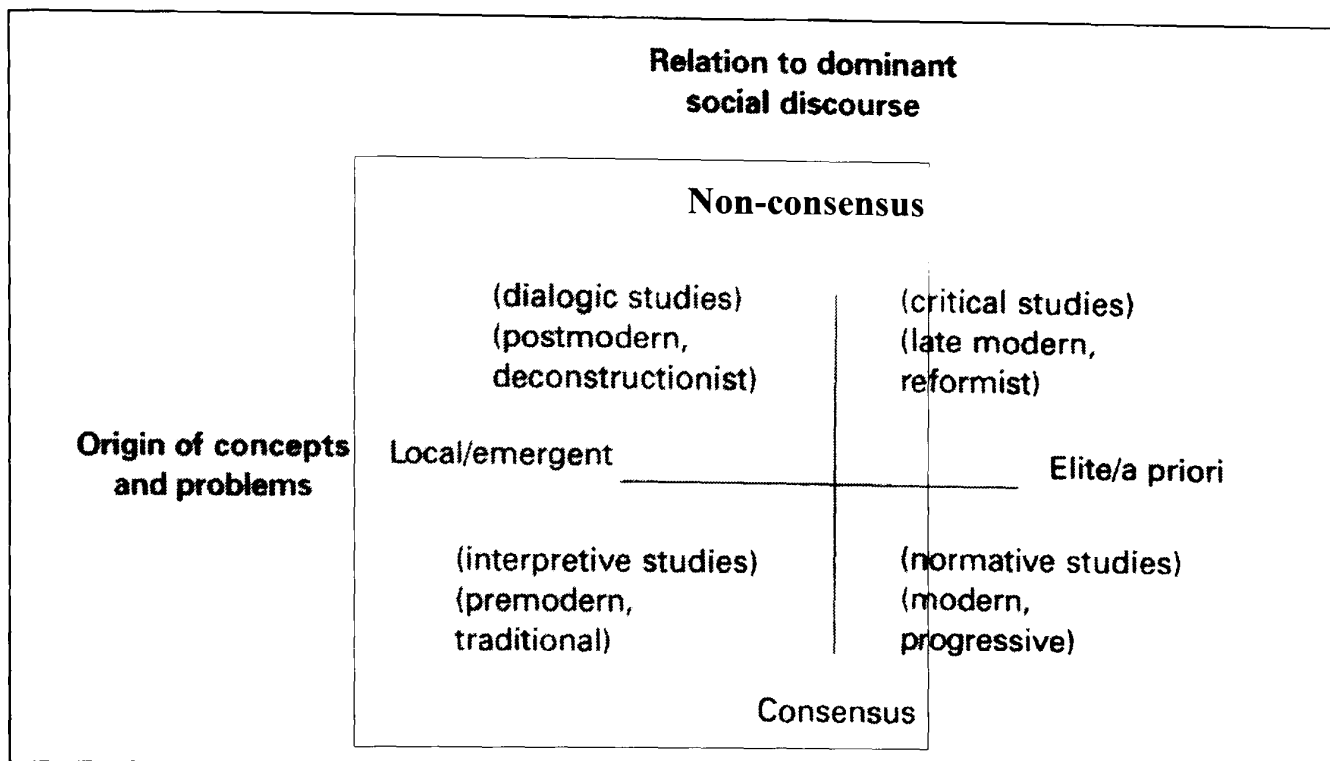 Relation to dominant
social discourse
Non-consensus
(dialogic studies)
(postmodern,
deconstructionist)
(critical studies)
(late modern,
reformist)
Origin of concepts
and problems
Local/emergent
Elite/a priori
(interpretive studies)
(premodern,
traditional)
(normative studies)
(modern,
progressive)
Consensus